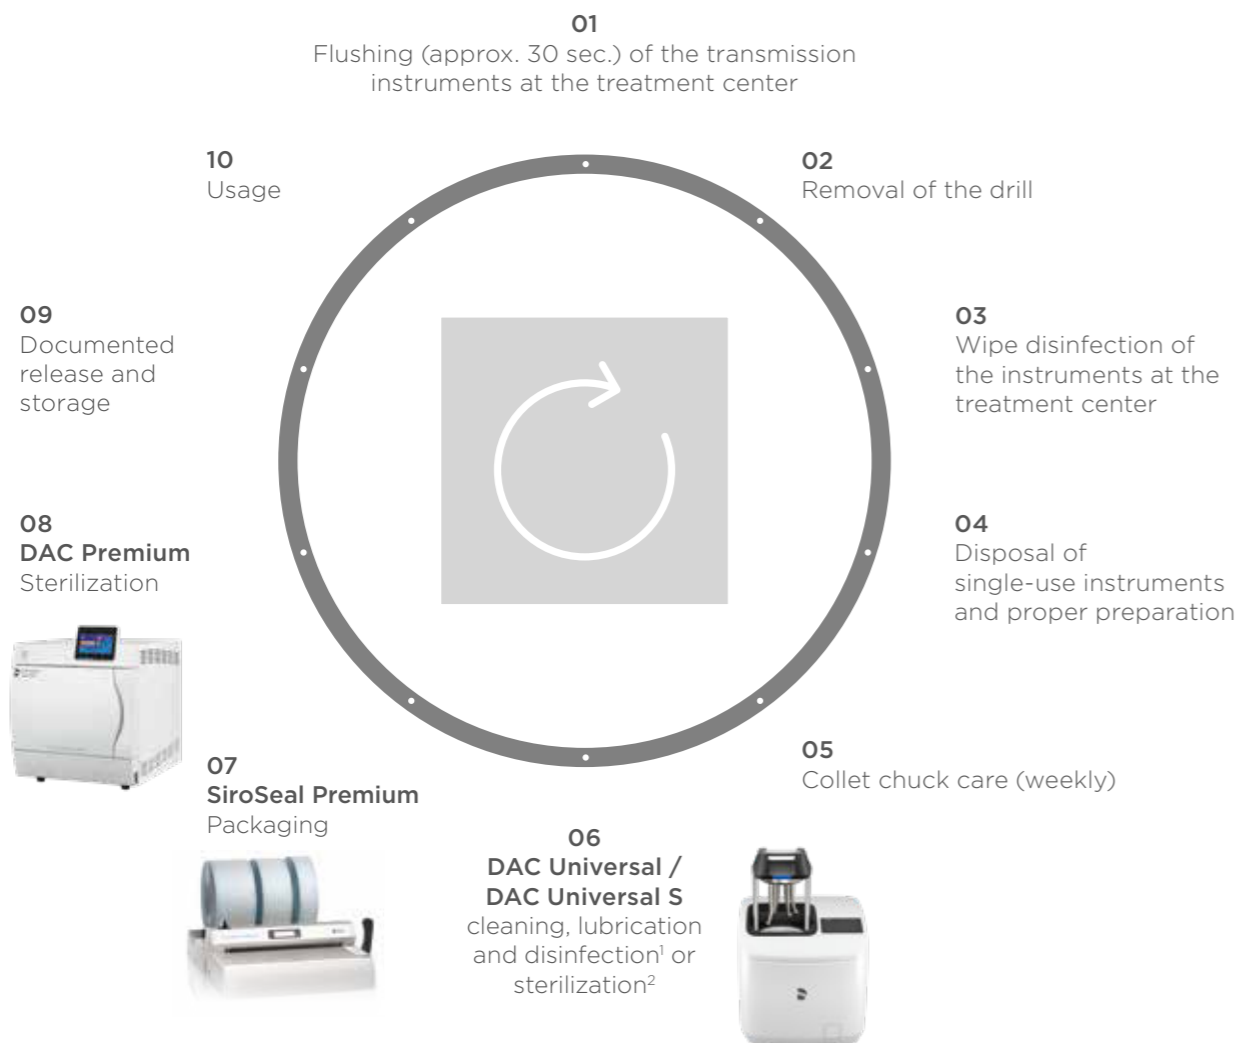 01
Flushing (approx. 30 sec.) of the transmission
instruments at the treatment center
02
Removal of the drill
03
Wipe disinfection of
the instruments at the
treatment center
04
Disposal of
single-use instruments
and proper preparation
05
Collet chuck care (weekly)
06
DAC Universal /
DAC Universal S
cleaning, lubrication
and disinfection¹ or
sterilization²
07
SiroSeal Premium
Packaging
08
DAC Premium
Sterilization
09
Documented
release and
storage
10
Usage